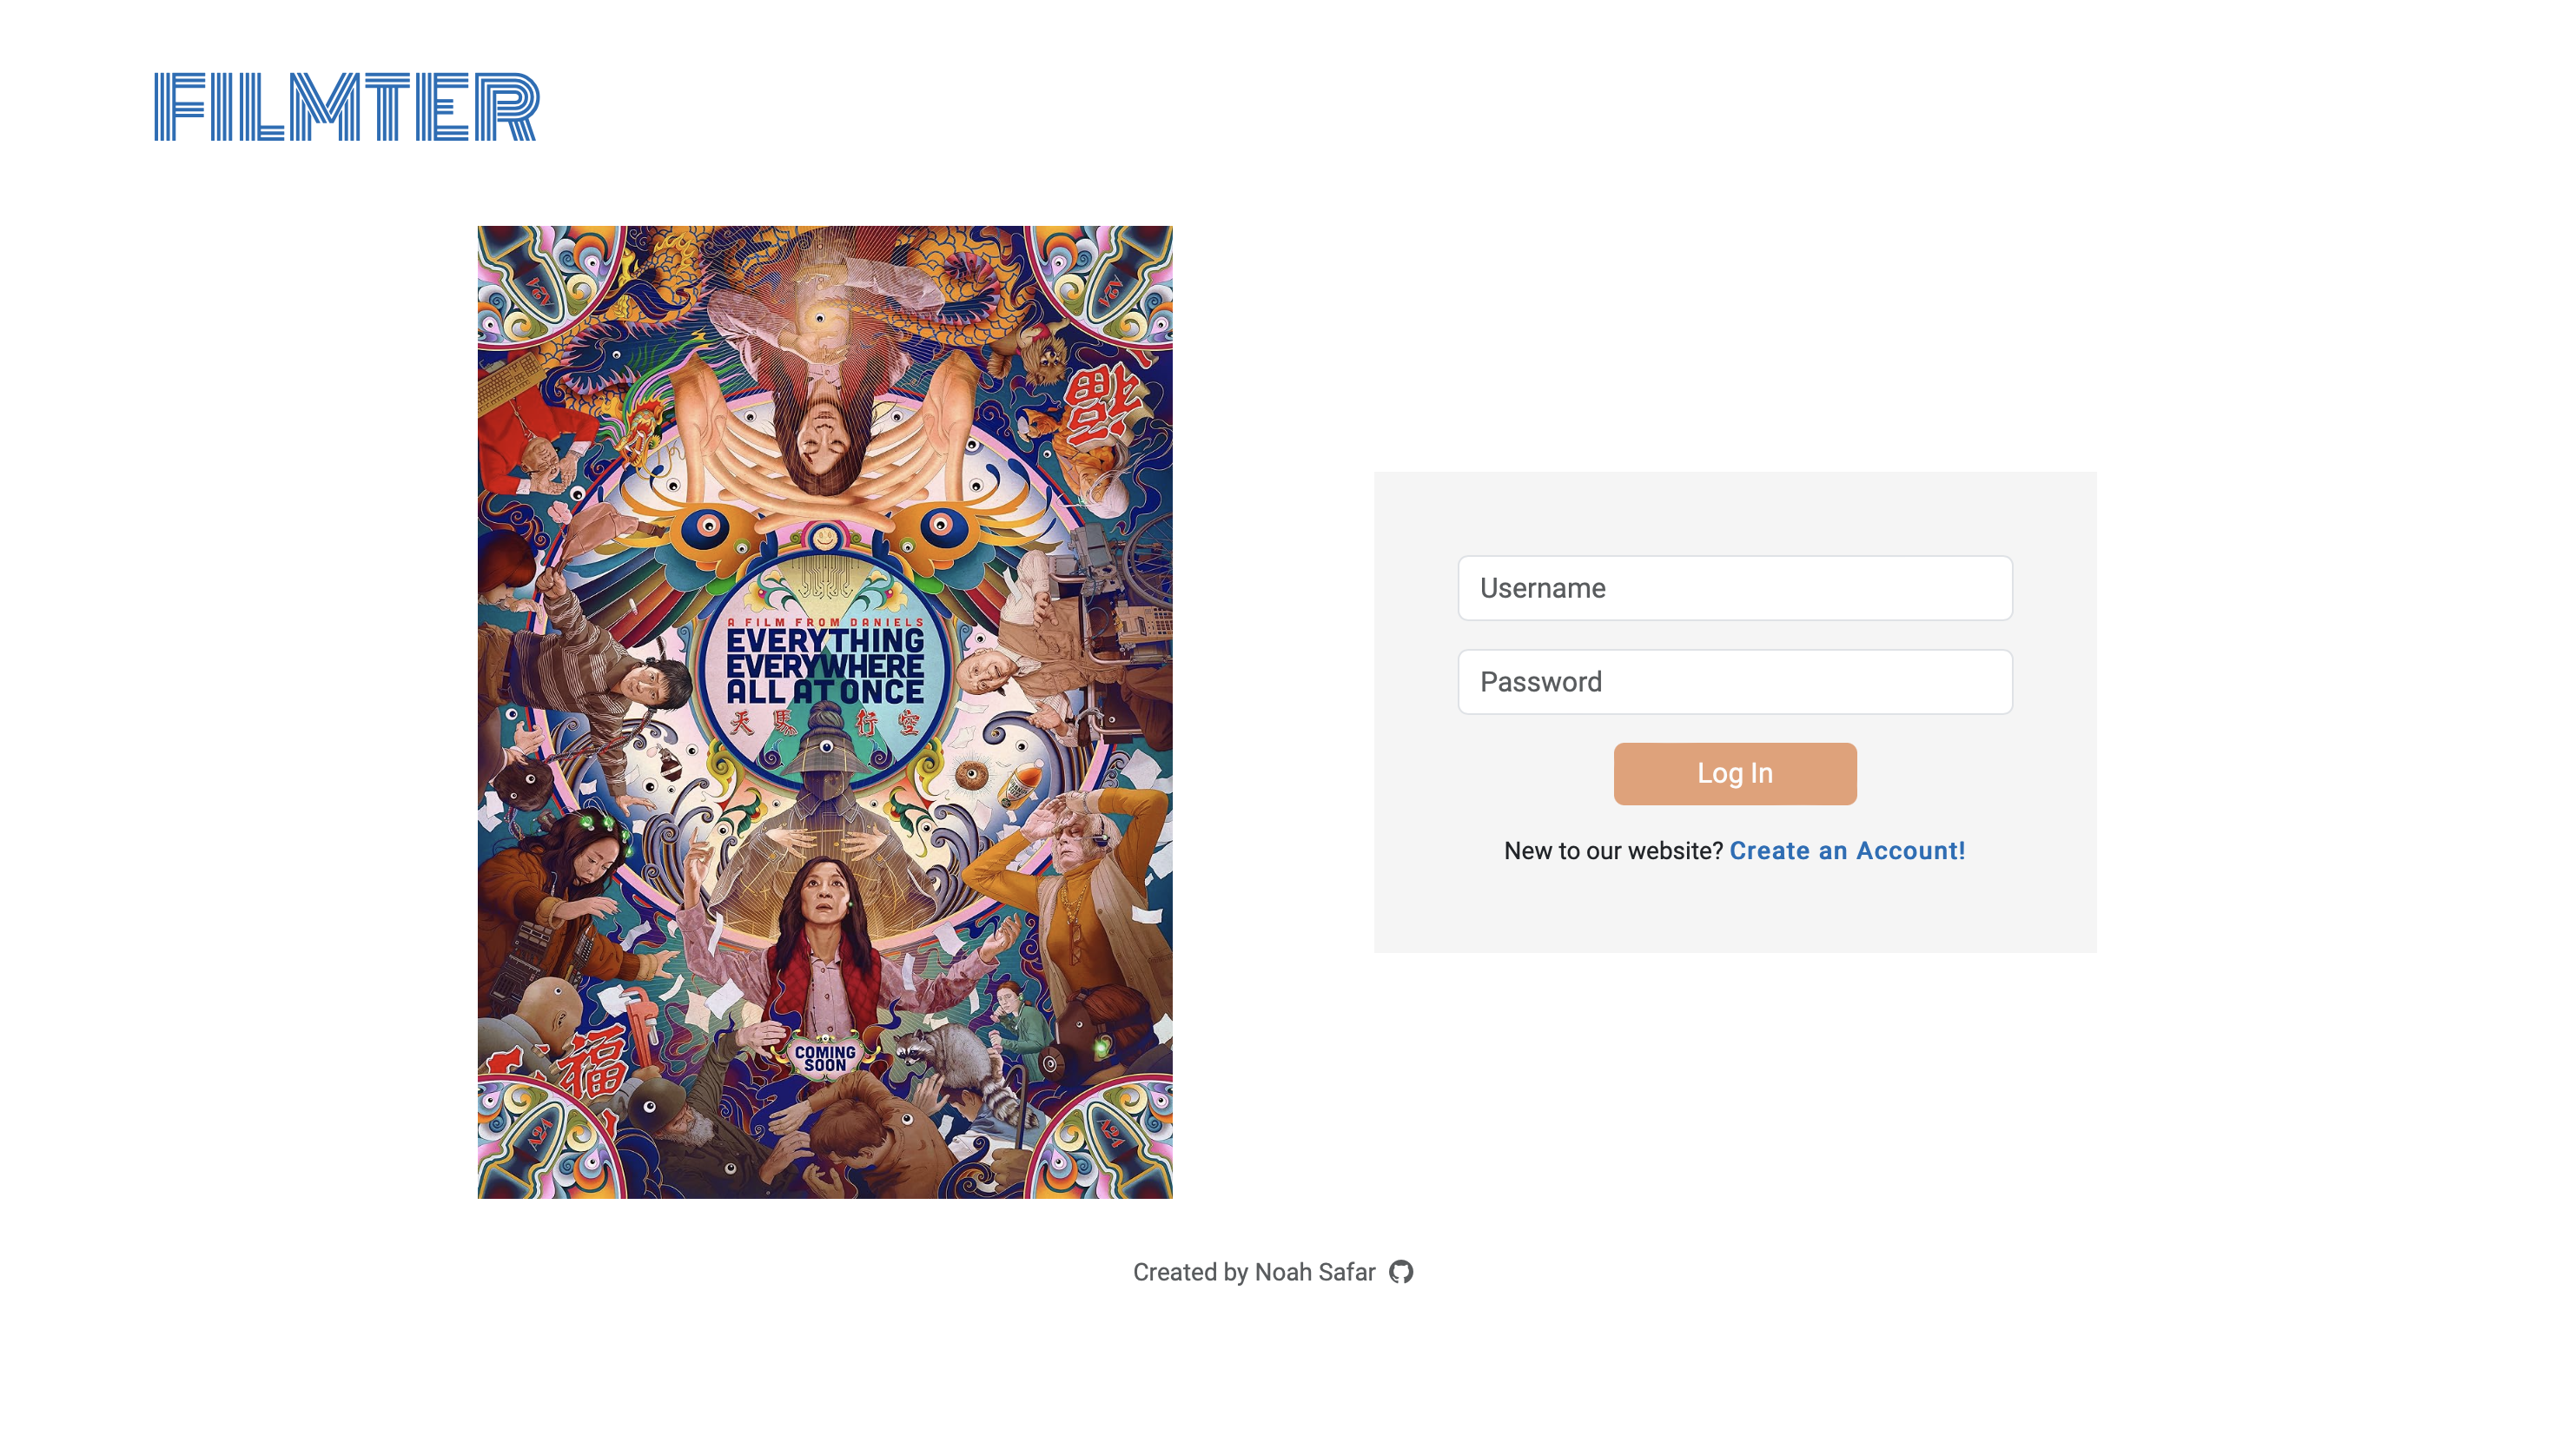 FILMTER
A24
A24
福
A FILM FROM DANIELS
EVERYTHING
EVERYWHERE
ALL AT ONCE
天馬行空
COMING
SOON
福
A24
A24
Username
Password
Log In
New to our website? Create an Account!
Created by Noah Safar